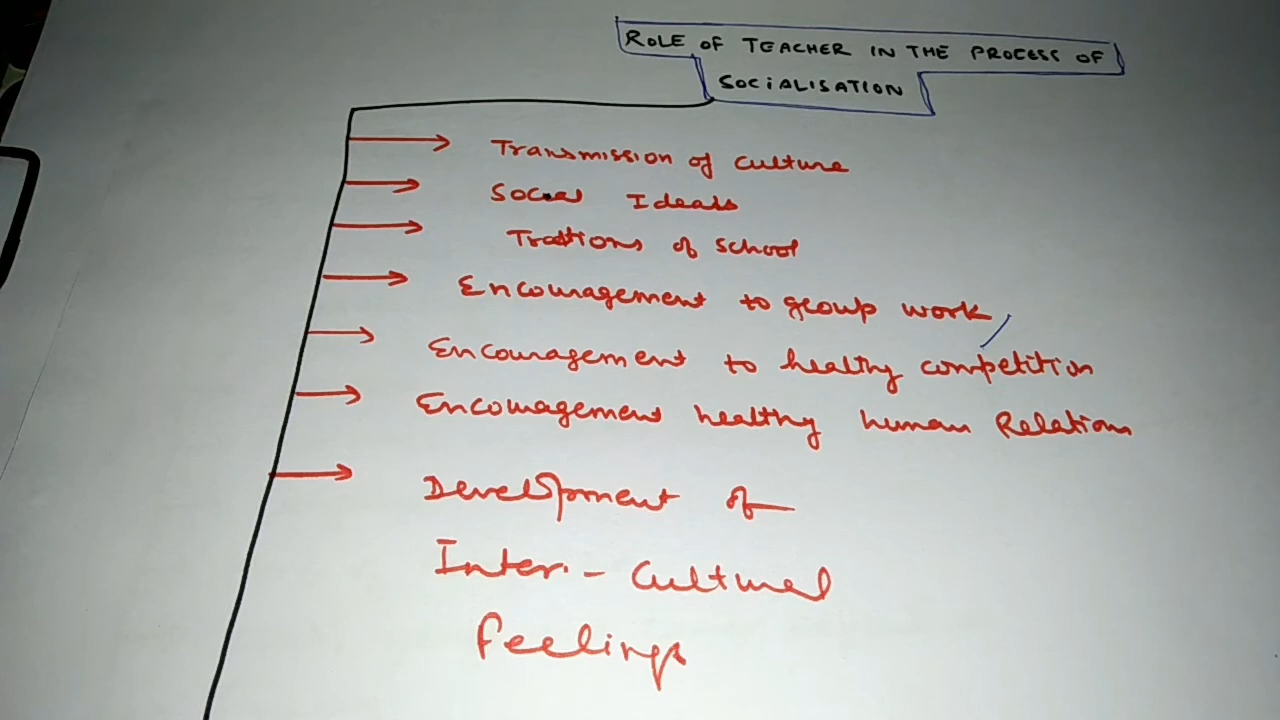 ROLE OF TEACHER IN THE PROCESS OF
SOCIALISATION
Transmission of culture
Social Ideals
Trattions of school
Encouragement to group work
Encouragement to healthy competition
Encouragement healthy human Relations
Development of
Inter-Cultural
feelings